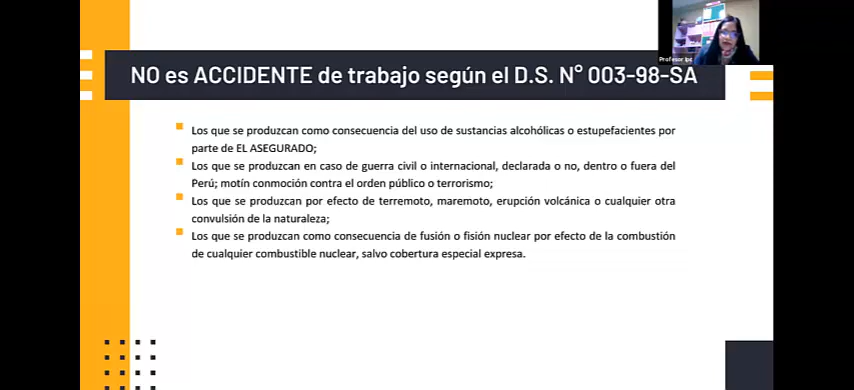 Profesor Ipc
NO es ACCIDENTE de trabajo según el D.S. N° 003-98-SA
Los que se produzcan como consecuencia del uso de sustancias alcohólicas o estupefacientes por
parte de EL ASEGURADO;
Los que se produzcan en caso de guerra civil o internacional, declarada o no, dentro o fuera del
Perú; motín conmoción contra el orden público o terrorismo;
Los que se produzcan por efecto de terremoto, maremoto, erupción volcánica o cualquier otra
convulsión de la naturaleza;
Los que se produzcan como consecuencia de fusión o fisión nuclear por efecto de la combustión
de cualquier combustible nuclear, salvo cobertura especial expresa.